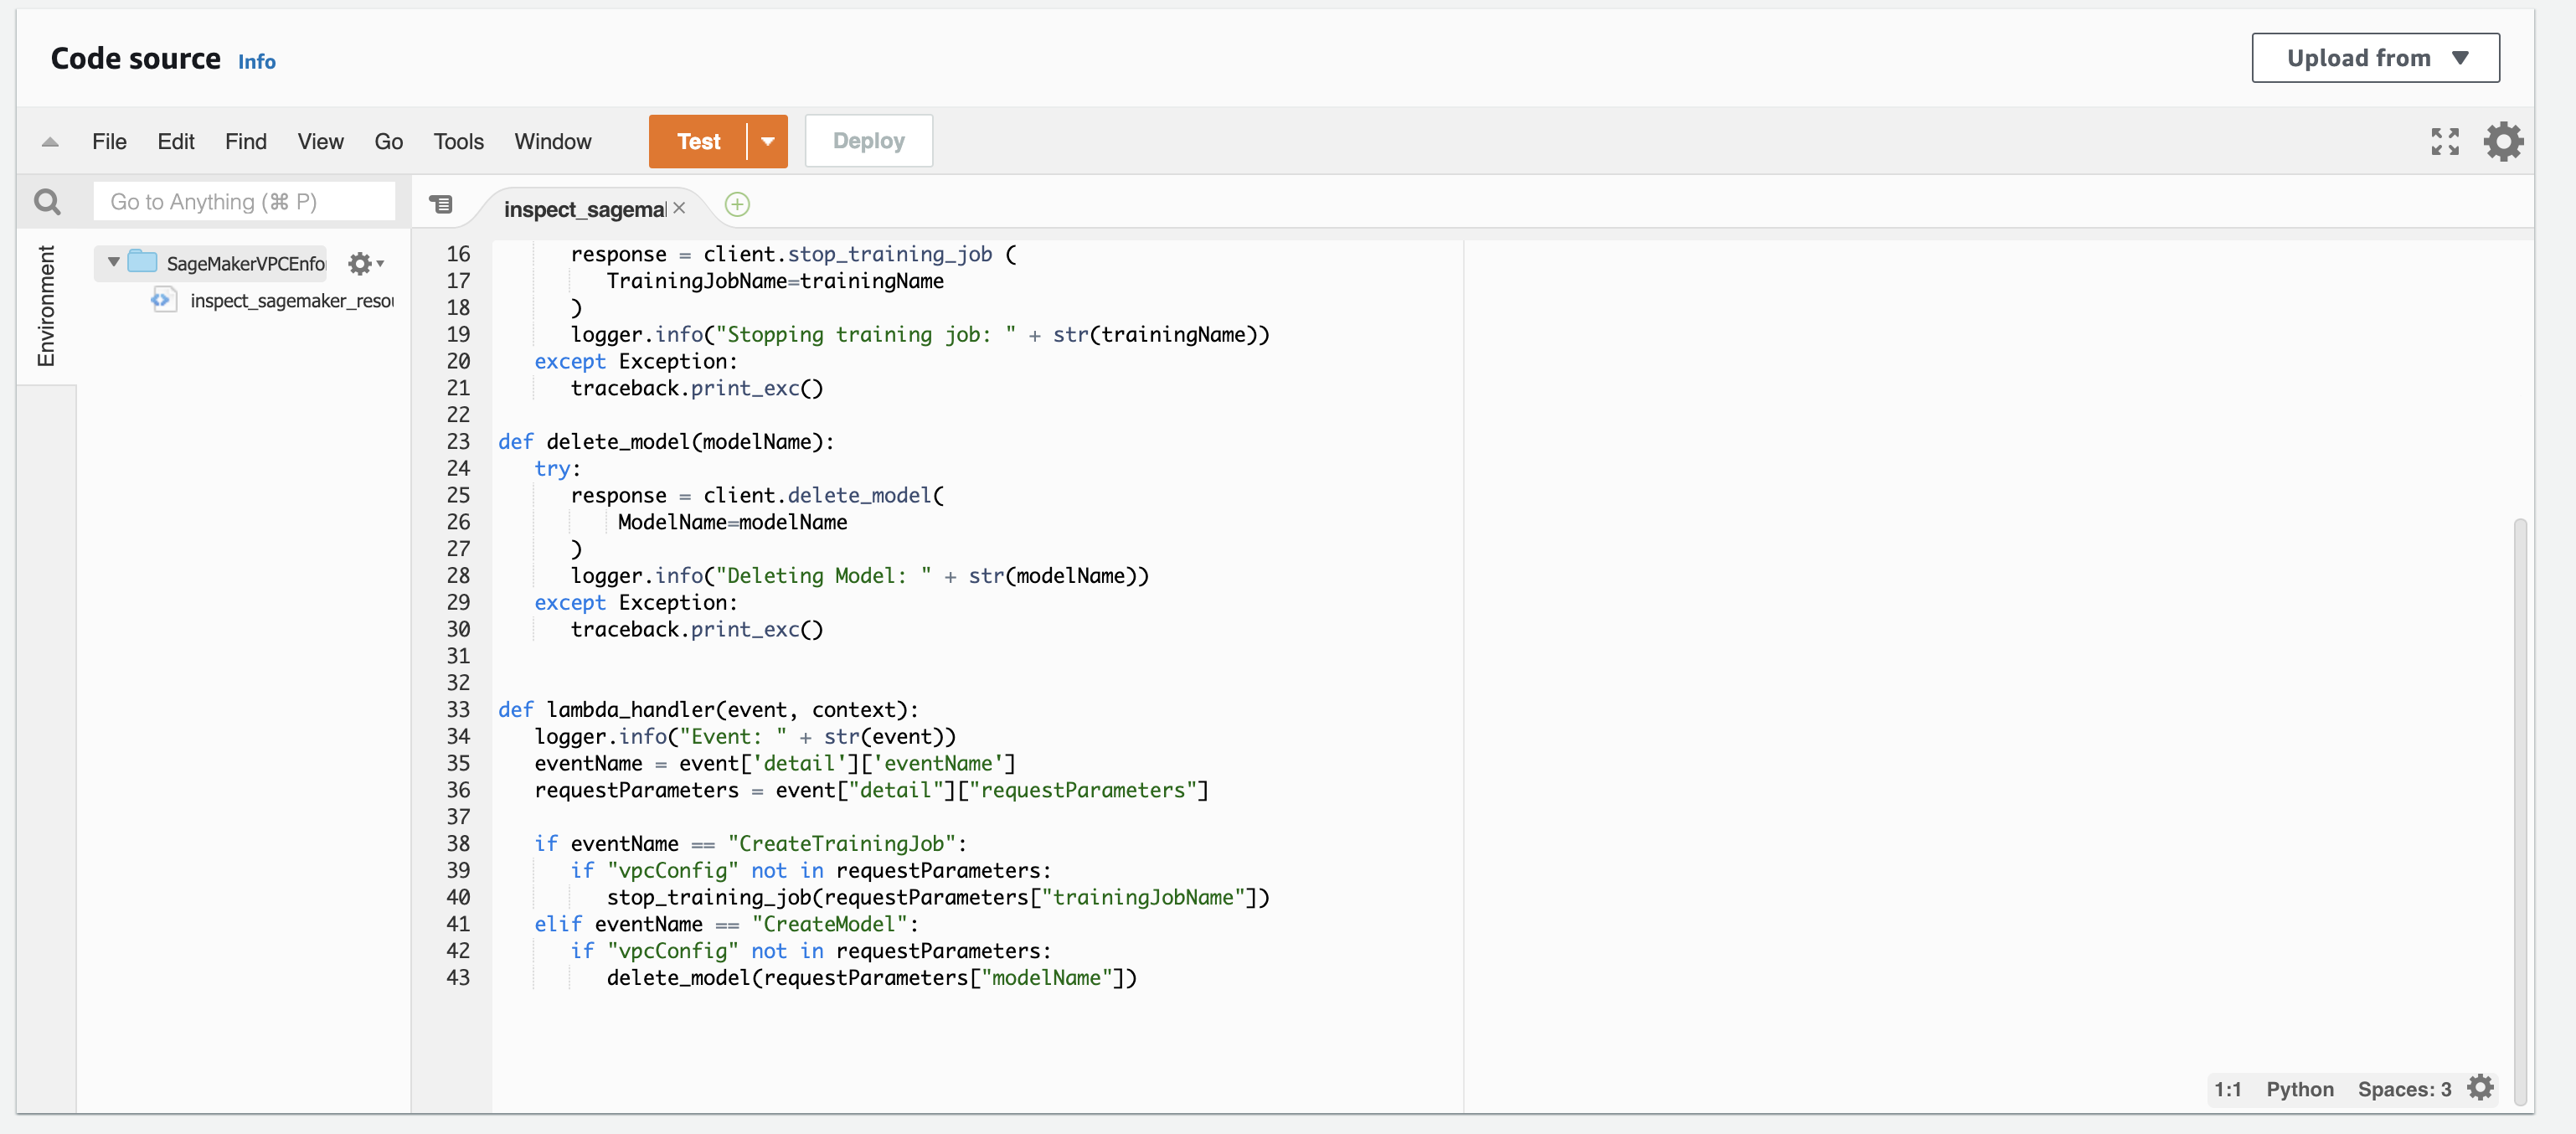 Code source Info
Upload from
File Edit Find View Go Tools Window Test Deploy
Go to Anything (⌘ P)
inspect_sagemal
Environment
SageMakerVPCEnfo
inspect_sagemaker_resou
16 response = client.stop_training_job (
17 TrainingJobName=trainingName
18 )
19 logger.info("Stopping training job: " + str(trainingName))
20 except Exception:
21 traceback.print_exc()
22
23 def delete_model(modelName):
24 try:
25 response = client.delete_model(
26 ModelName=modelName
27 )
28 logger.info("Deleting Model: " + str(modelName))
29 except Exception:
30 traceback.print_exc()
31
32
33 def lambda_handler(event, context):
34 logger.info("Event: " + str(event))
35 eventName = event['detail']['eventName']
36 requestParameters = event["detail"]["requestParameters"]
37
38 if eventName == "CreateTrainingJob":
39 if "vpcConfig" not in requestParameters:
40 stop_training_job(requestParameters["trainingJobName"])
41 elif eventName == "CreateModel":
42 if "vpcConfig" not in requestParameters:
43 delete_model(requestParameters["modelName"])
1:1 Python Spaces: 3